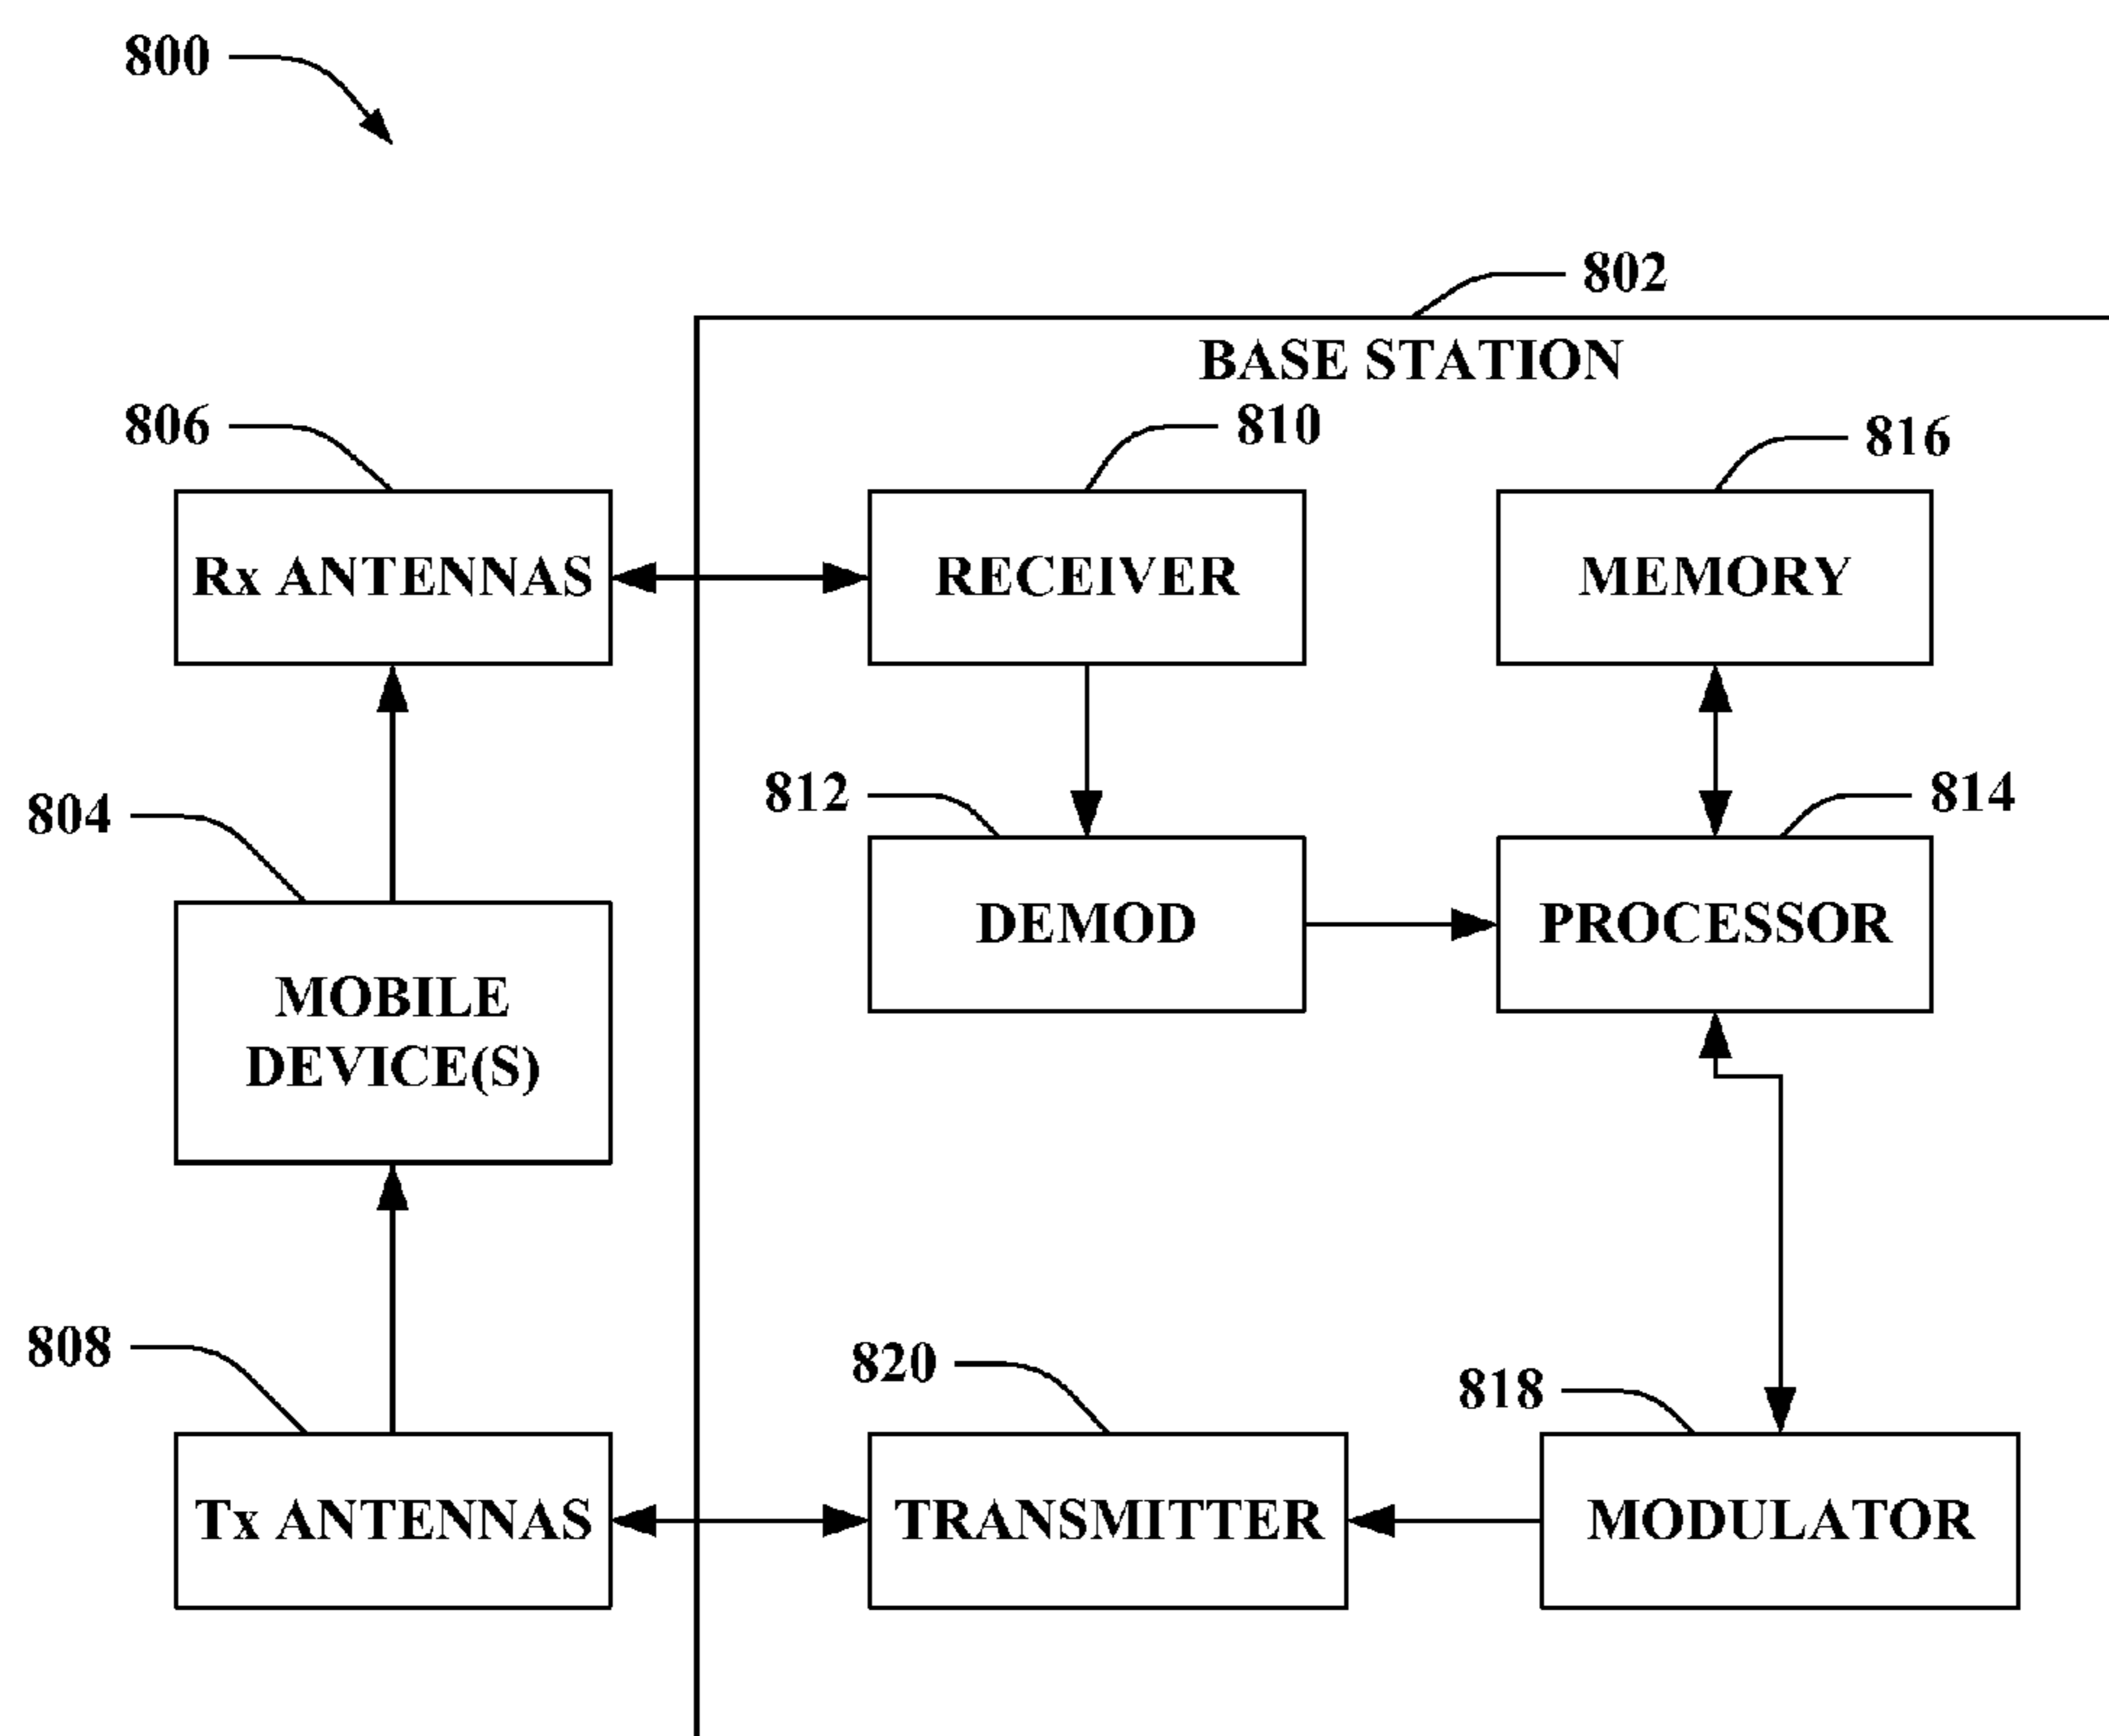 800
802
BASE STATION
806
810
816
Rx ANTENNAS
RECEIVER
MEMORY
804
812
814
DEMOD
PROCESSOR
MOBILE
DEVICE(S)
808
820
818
Tx ANTENNAS
TRANSMITTER
MODULATOR